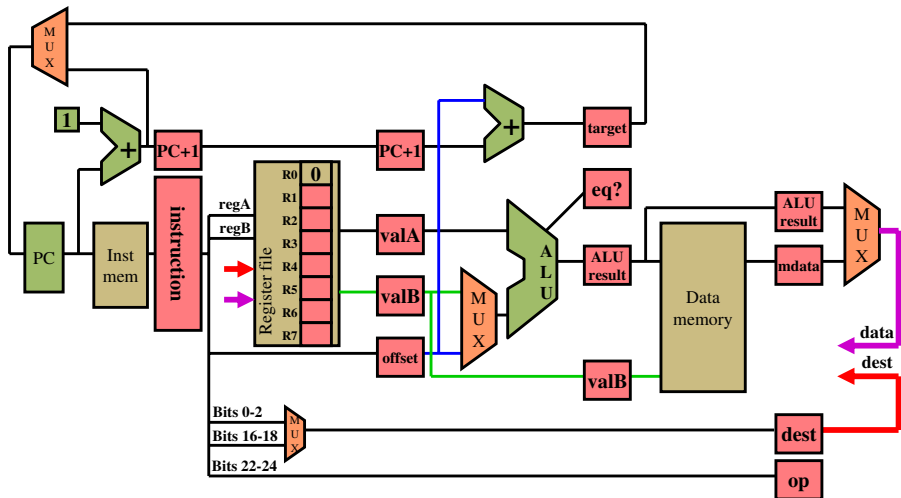 M
U
X
1
+
PC+1
PC+1
+
target
R0
0
R1
R2
R3
R4
R5
R6
R7
Register file
regA
regB
instruction
PC
Inst
mem
valA
valB
offset
M
U
X
A
L
U
eq?
ALU
result
Data
memory
valB
ALU
result
mdata
M
U
X
data
dest
Bits 0-2
Bits 16-18
Bits 22-24
M
U
X
dest
op